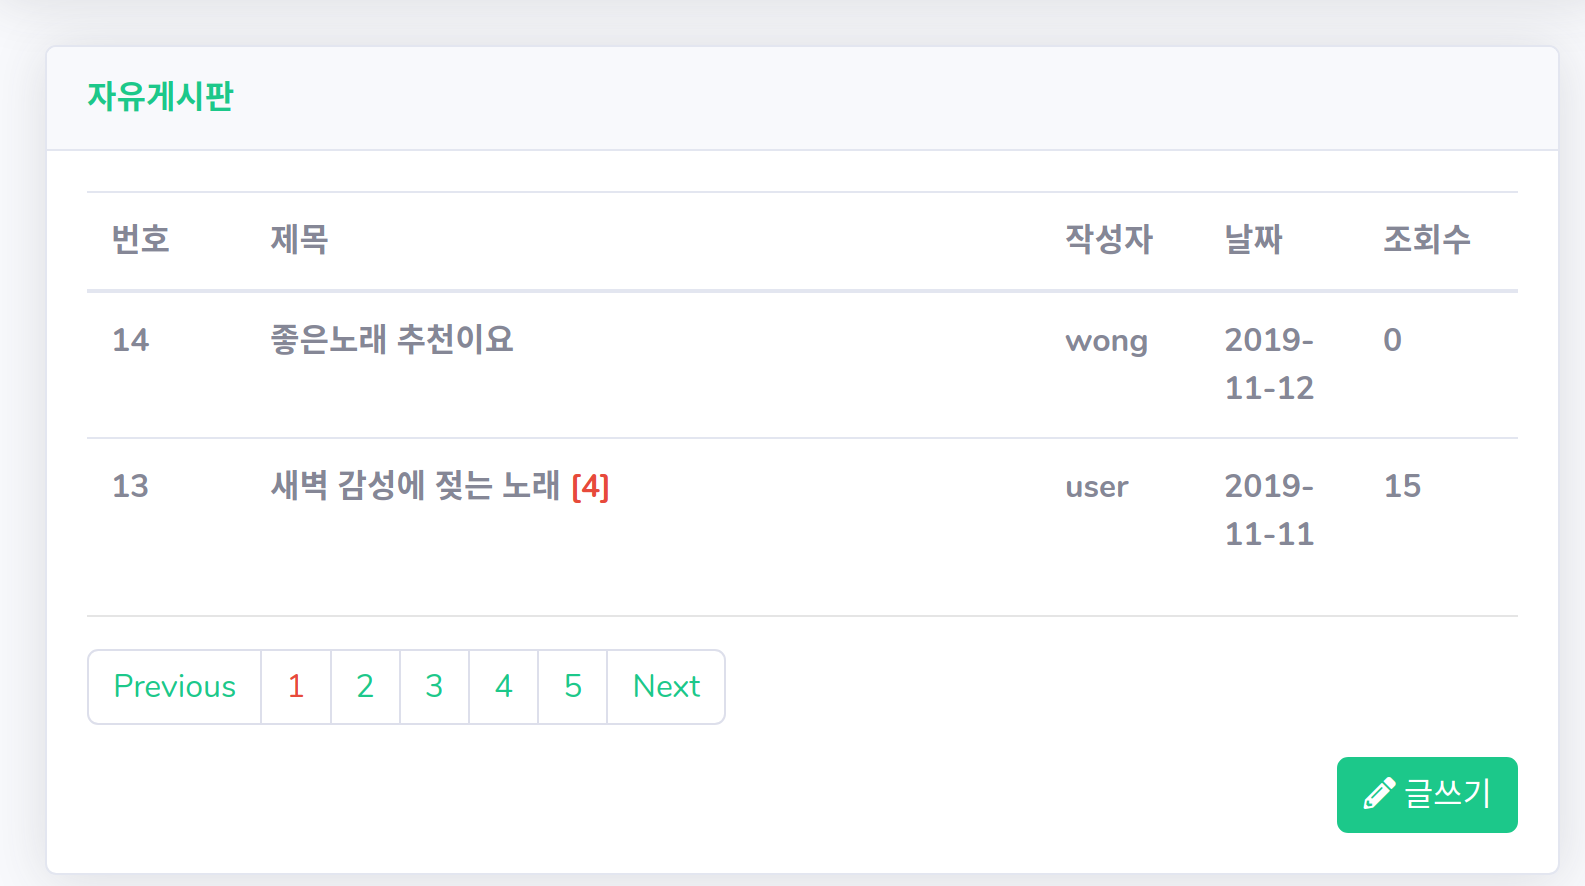 자유게시판
번호 제목 작성자 날짜 조회수
14 좋은노래 추천이요 wong 2019-11-12 0
13 새벽 감성에 젖는 노래 [4] user 2019-11-11 15
Previous 1 2 3 4 5 Next
글쓰기